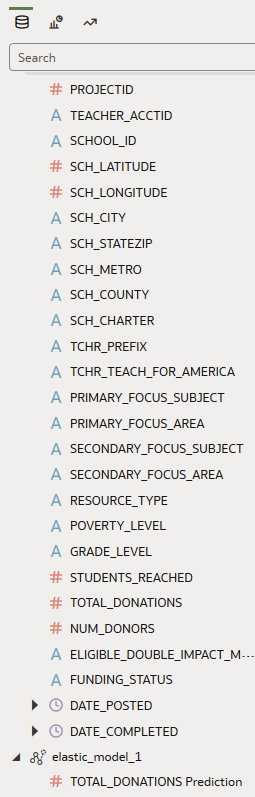 Search
# PROJECTID
A TEACHER_ACCTID
A SCHOOL_ID
# SCH_LATITUDE
# SCH_LONGITUDE
A SCH_CITY
A SCH_STATEZIP
A SCH_METRO
A SCH_COUNTY
A SCH_CHARTER
A TCHR_PREFIX
A TCHR_TEACH_FOR_AMERICA
A PRIMARY_FOCUS_SUBJECT
A PRIMARY_FOCUS_AREA
A SECONDARY_FOCUS_SUBJECT
A SECONDARY_FOCUS_AREA
A RESOURCE_TYPE
A POVERTY_LEVEL
A GRADE_LEVEL
# STUDENTS_REACHED
# TOTAL_DONATIONS
# NUM_DONORS
A ELIGIBLE_DOUBLE_IMPACT_M...
A FUNDING_STATUS
DATE_POSTED
DATE_COMPLETED
elastic_model_1
# TOTAL_DONATIONS Prediction